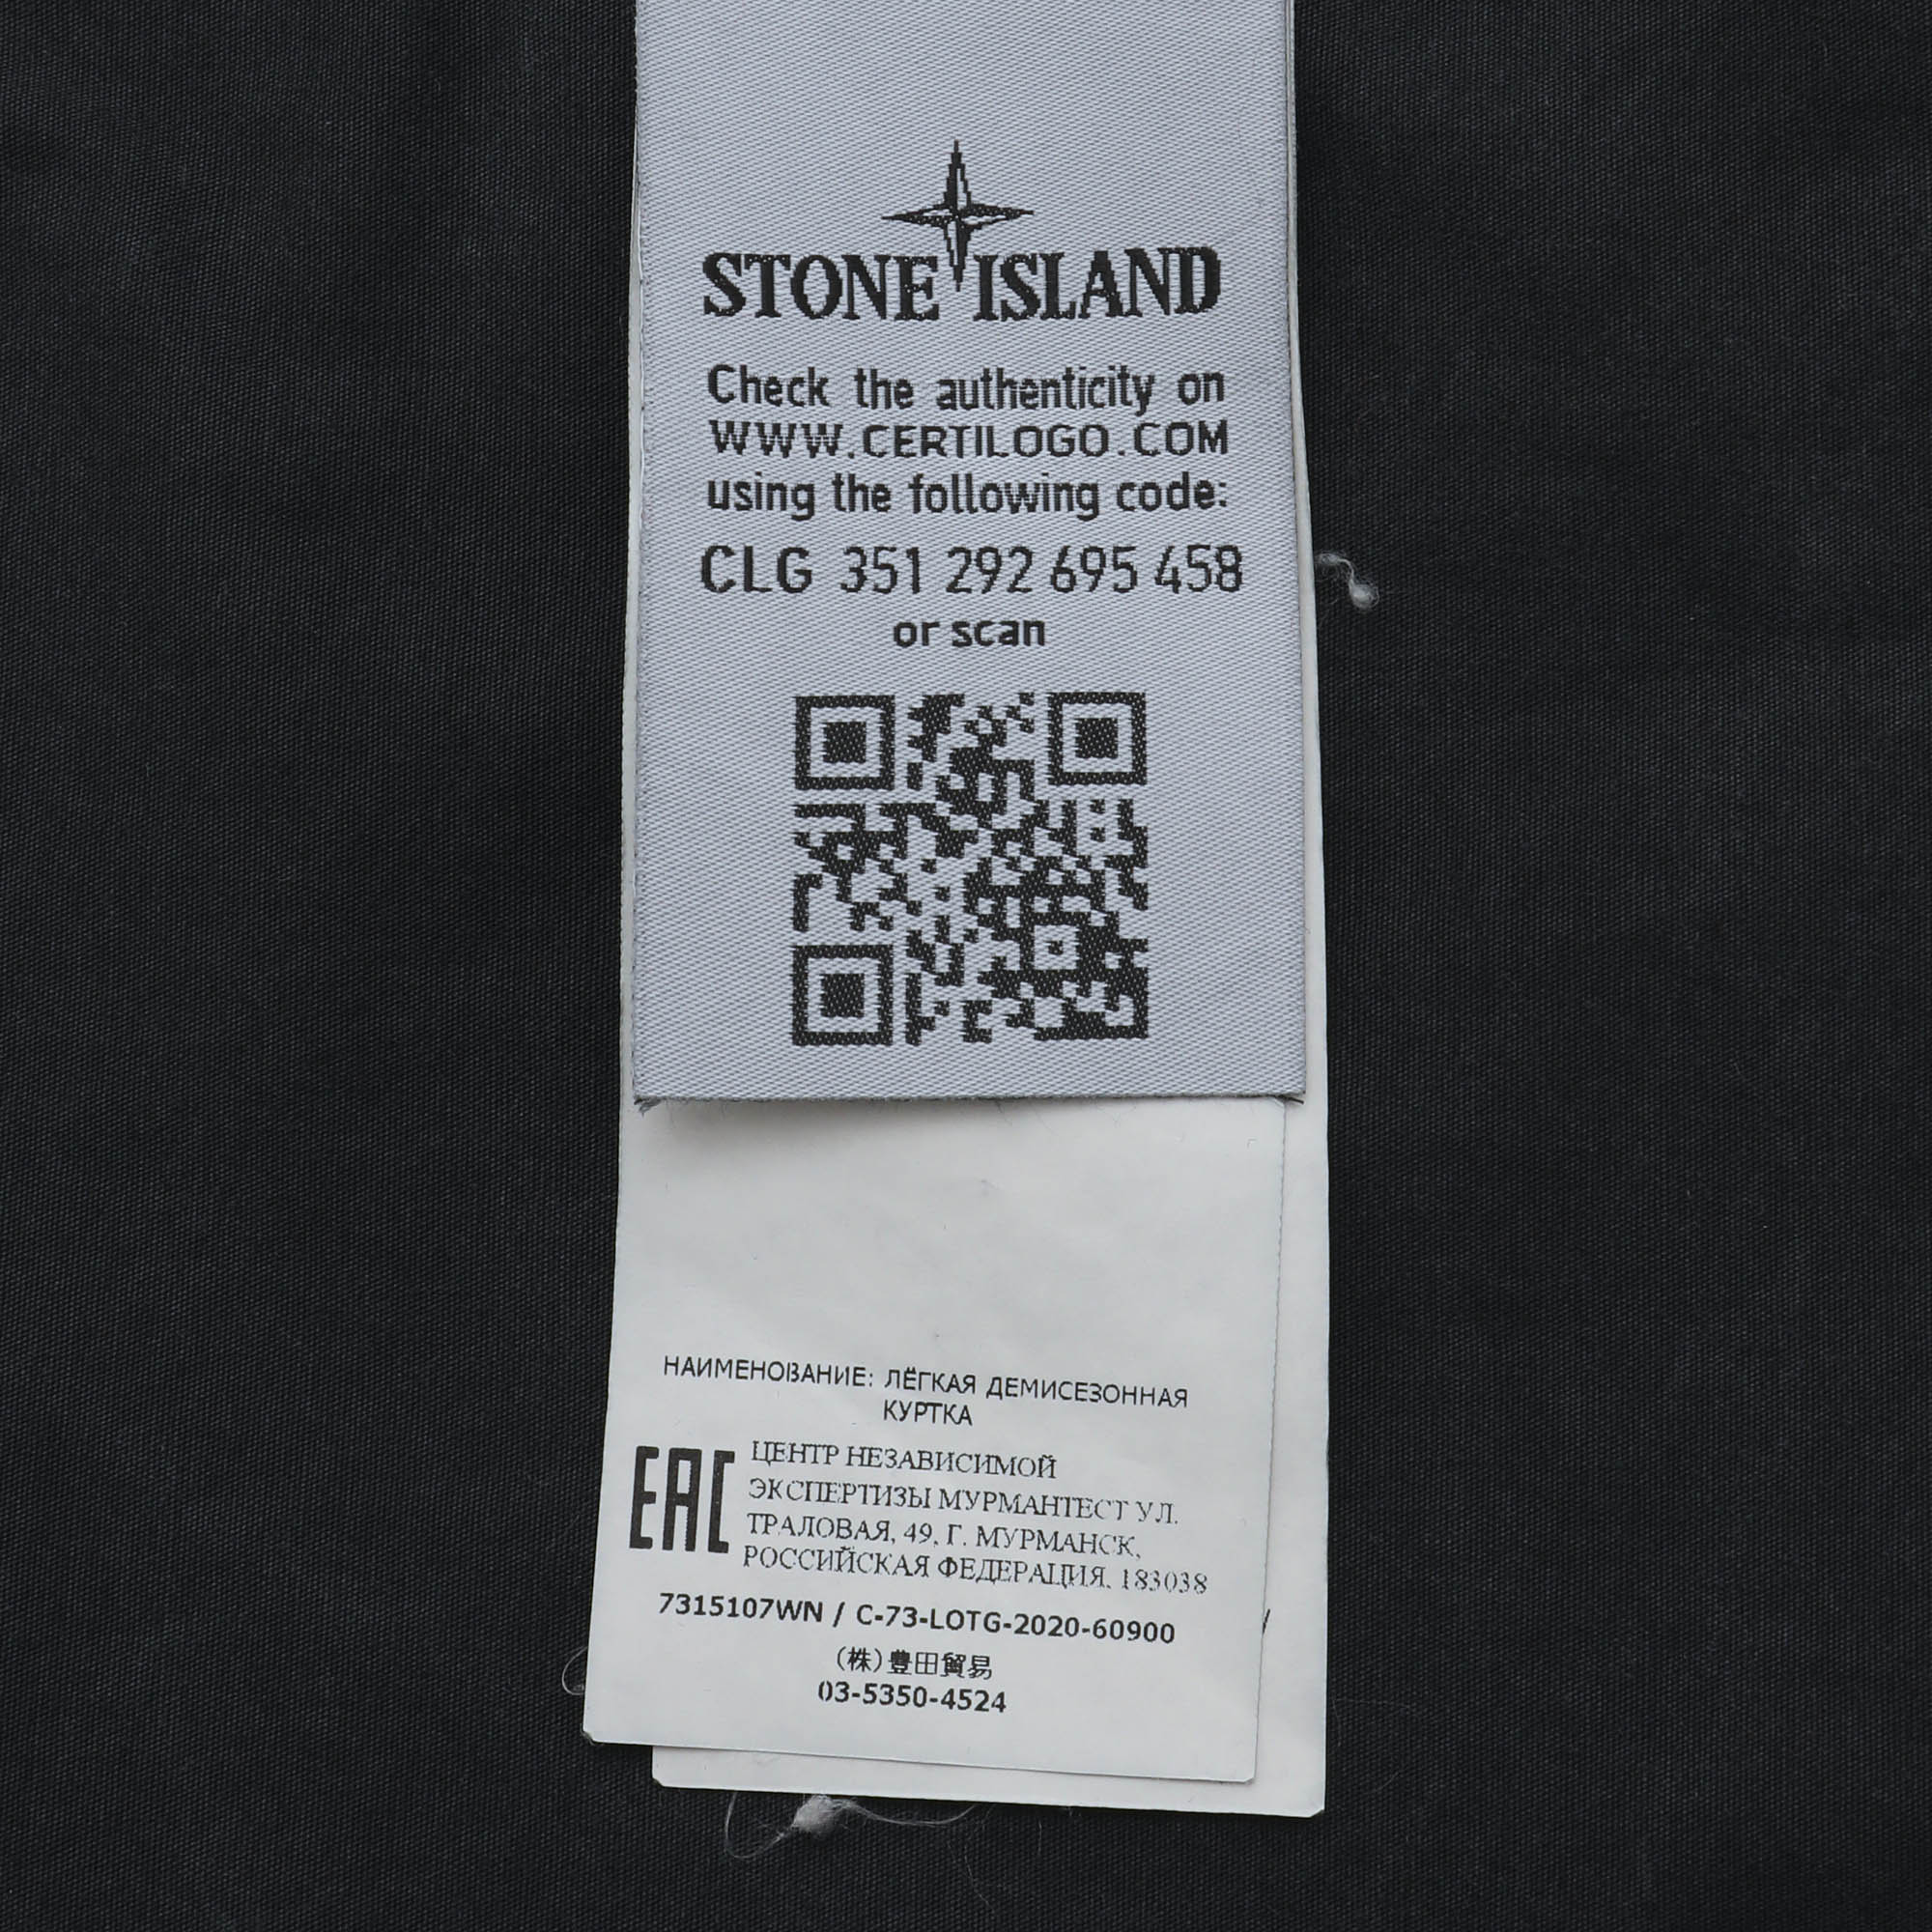 STONE ISLAND
Check the authenticity on
WWW.CERTILOGO.COM
using the following code:
CLG 351 292 695 458
or scan
НАИМЕНОВАНИЕ: ЛЁГКАЯ ДЕМИСЕЗОННАЯ
КУРТКА
EAC
ЦЕНТР НЕЗАВИСИМОЙ
ЭКСПЕРТИЗЫ МУРМАНТЕСТ УЛ.
ТРАЛОВАЯ, 49, Г. МУРМАНСК,
РОССИЙСКАЯ ФЕДЕРАЦИЯ, 183038
7315107WN / C-73-LOTG-2020-60900
(株)豊田貿易
03-5350-4524